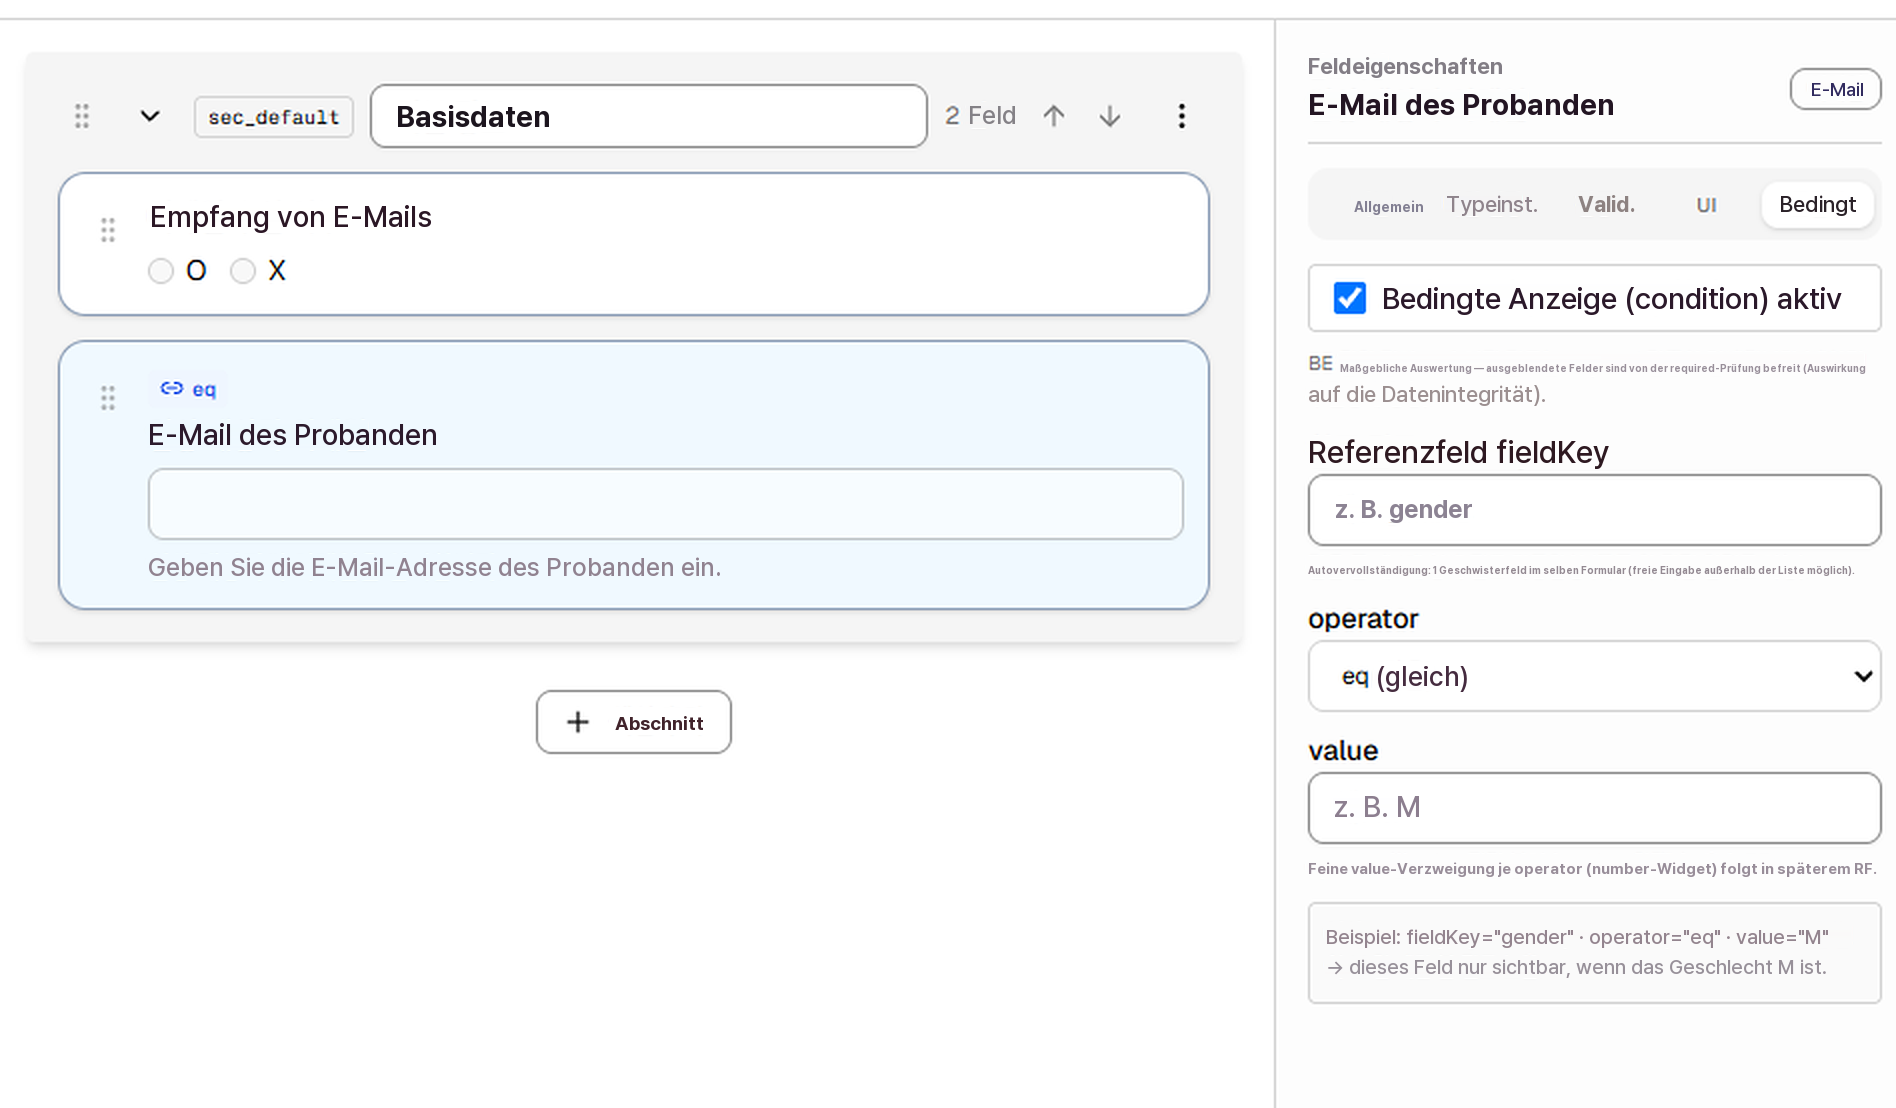 sec_default
Basisdaten
2 Feld
Empfang von E-Mails
O X
eq
E-Mail des Probanden
Geben Sie die E-Mail-Adresse des Probanden ein.
+ Abschnitt
Feldeigenschaften
E-Mail des Probanden
E-Mail
Allgemein Typeinst. Valid. UI Bedingt
Bedingte Anzeige (condition) aktiv
BE Maßgebliche Auswertung — ausgeblendete Felder sind von der required-Prüfung befreit (Auswirkung
auf die Datenintegrität).
Referenzfeld fieldKey
z. B. gender
Autovervollständigung: 1 Geschwisterfeld im selben Formular (freie Eingabe außerhalb der Liste möglich).
operator
eq (gleich)
value
z. B. M
Feine value-Verzweigung je operator (number-Widget) folgt in späterem RF.
Beispiel: fieldKey="gender" · operator="eq" · value="M"
→ dieses Feld nur sichtbar, wenn das Geschlecht M ist.